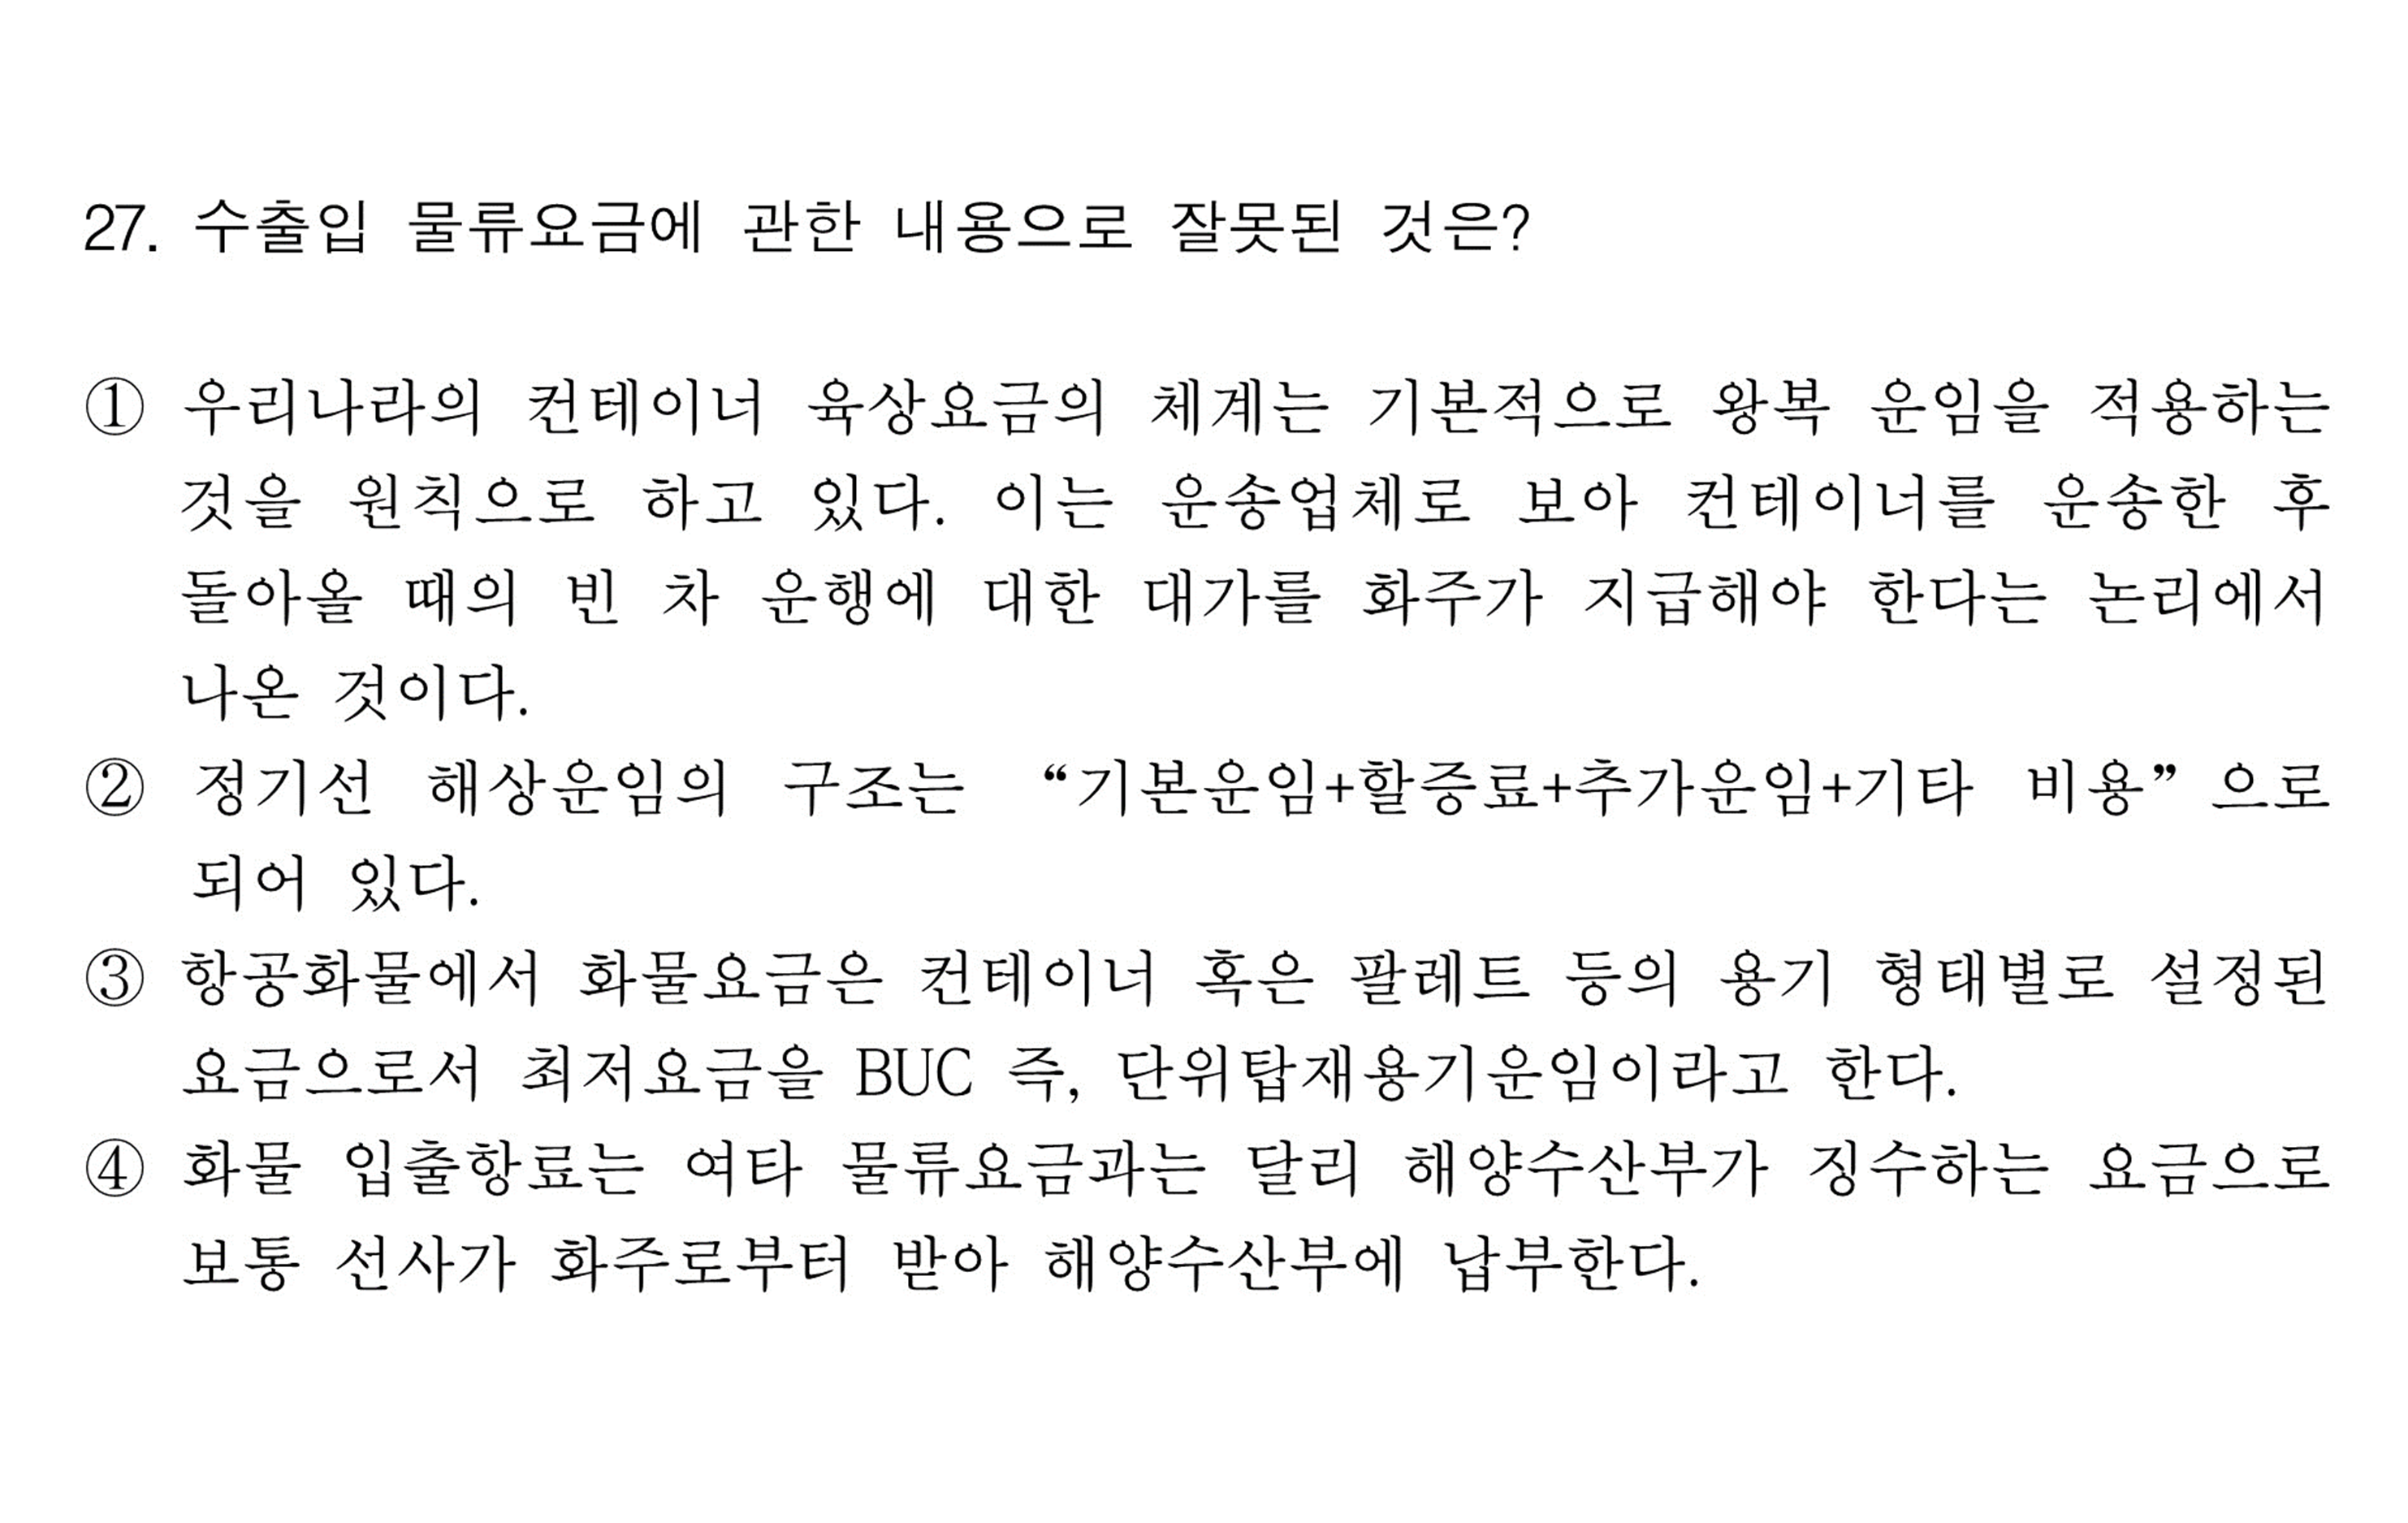 27. 수출입 물류요금에 관한 내용으로 잘못된 것은?
① 우리나라의 컨테이너 육상요금의 체계는 기본적으로 왕복 운임을 적용하는
것을 원칙으로 하고 있다. 이는 운송업체로 보아 컨테이너를 운송한 후
돌아올 때의 빈 차 운행에 대한 대가를 화주가 지급해야 한다는 논리에서
나온 것이다.
② 정기선 해상운임의 구조는 “기본운임+할증료+추가운임+기타 비용” 으로
되어 있다.
③ 항공화물에서 화물요금은 컨테이너 혹은 팔레트 등의 용기 형태별로 설정된
요금으로서 최저요금을 BUC 즉, 단위탑재용기운임이라고 한다.
④ 화물 입출항료는 여타 물류요금과는 달리 해양수산부가 징수하는 요금으로
보통 선사가 화주로부터 받아 해양수산부에 납부한다.